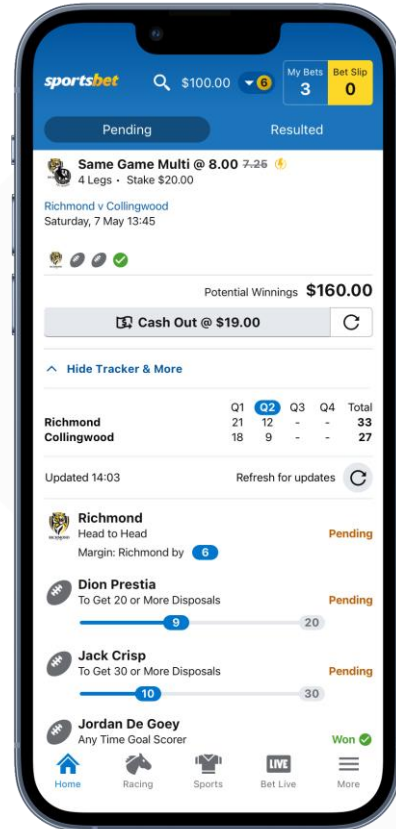 sportsbet $100.00 6 My Bets 3 Bet Slip 0
Pending Resulted
Same Game Multi @ 8.00 7.25
4 Legs • Stake $20.00
Richmond v Collingwood
Saturday, 7 May 13:45
Potential Winnings $160.00
Cash Out @ $19.00
Hide Tracker & More
Q1 Q2 Q3 Q4 Total
Richmond 21 12 - - 33
Collingwood 18 9 - - 27
Updated 14:03 Refresh for updates
Richmond
Head to Head Pending
Margin: Richmond by 6
Dion Prestia
To Get 20 or More Disposals Pending
9 20
Jack Crisp
To Get 30 or More Disposals Pending
10 30
Jordan De Goey
Any Time Goal Scorer Won
Home Racing Sports LIVE Bet Live More